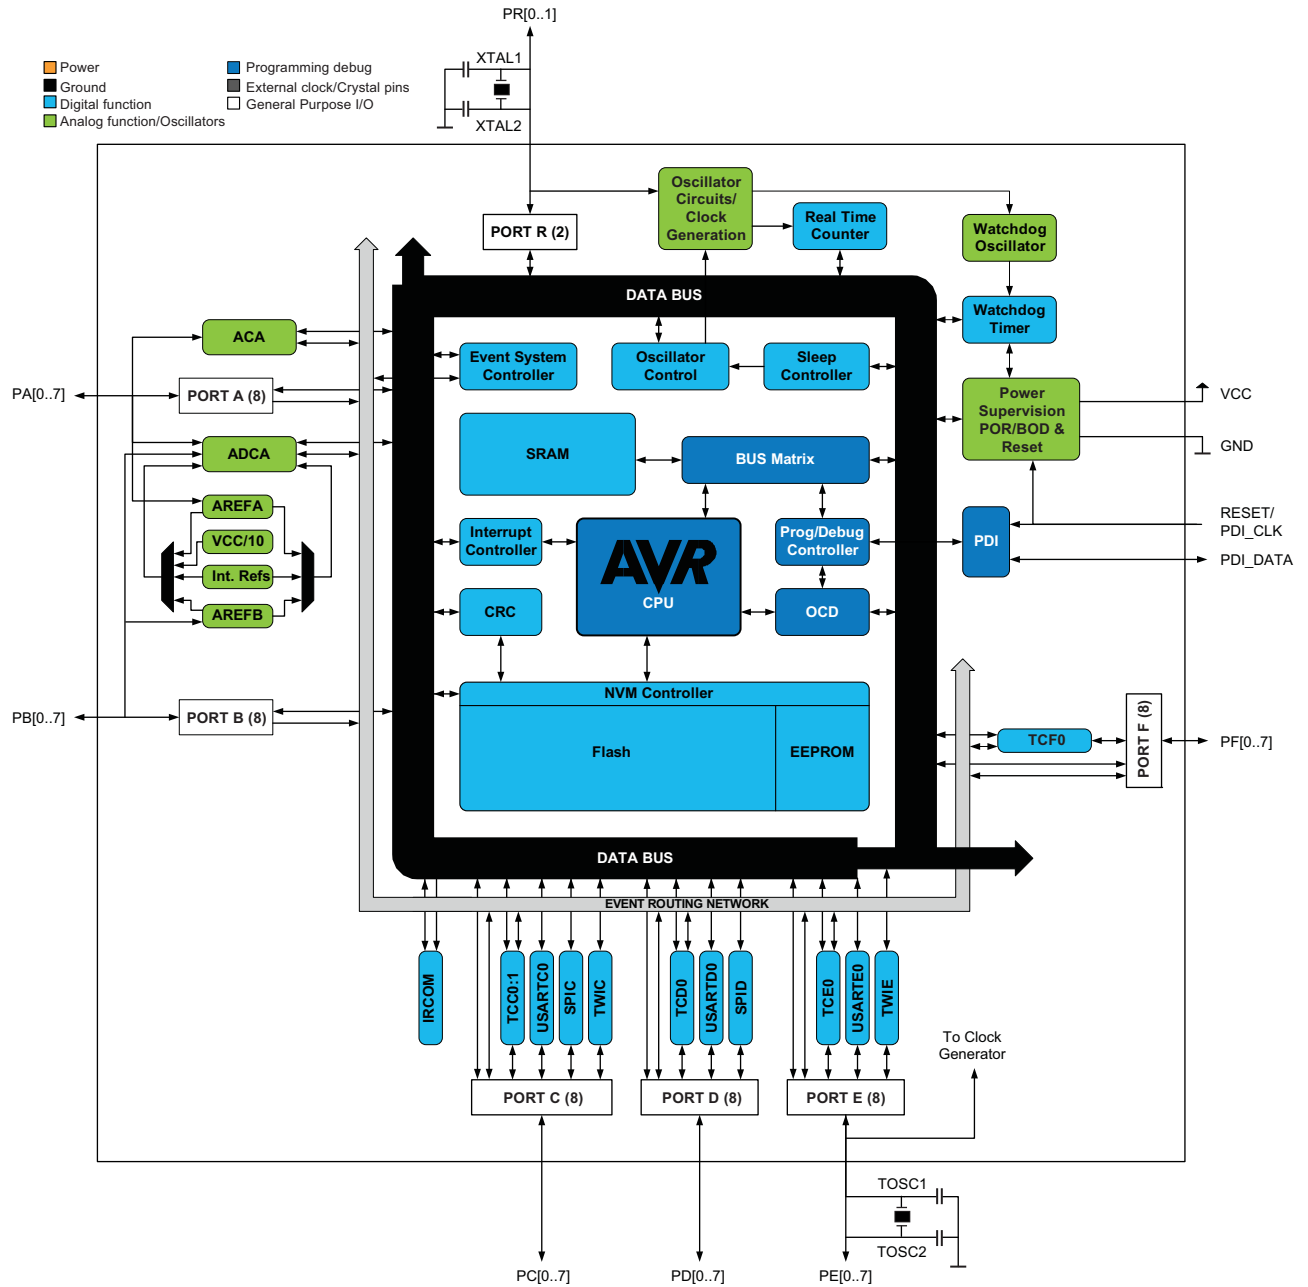 PR[0..1]
XTAL1
XTAL2
Power
Ground
Digital function
Analog function/Oscillators
Programming debug
External clock/Crystal pins
General Purpose I/O
PORT R (2)
Oscillator
Circuits/
Clock
Generation
Real Time
Counter
Watchdog
Oscillator
DATA BUS
Watchdog
Timer
ACA
Event System
Controller
Oscillator
Control
Sleep
Controller
PA[0..7]
PORT A (8)
Power
Supervision
POR/BOD &
Reset
VCC
GND
ADCA
SRAM
BUS Matrix
AREFA
VCC/10
Int. Refs
AREFB
Interrupt
Controller
AVR
CPU
Prog/Debug
Controller
PDI
RESET/
PDI_CLK
PDI_DATA
CRC
OCD
PB[0..7]
PORT B (8)
NVM Controller
Flash
EEPROM
TCF0
PORT F (8)
PF[0..7]
DATA BUS
EVENT ROUTING NETWORK
IRCOM
TCC0:1
USARTC0
SPIC
TWIC
TCD0
USARTD0
SPID
TCE0
USARTE0
TWIE
To Clock
Generator
PORT C (8)
PORT D (8)
PORT E (8)
TOSC1
TOSC2
PC[0..7]
PD[0..7]
PE[0..7]